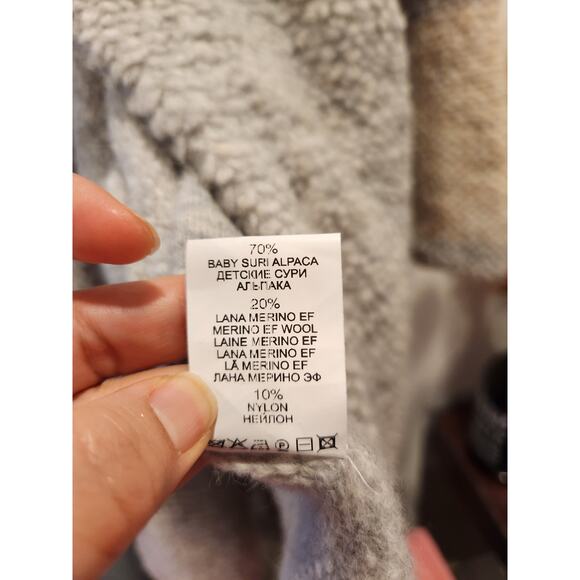 70%
BABY SURI ALPACA
ДЕТСКИЕ СУРИ
АЛЬПАКА
20%
LANA MERINO EF
MERINO EF WOOL
LAINE MERINO EF
LANA MERINO EF
LÃ MERINO EF
ЛАНА МЕРИНО ЭФ
10%
NYLON
НЕЙЛОН